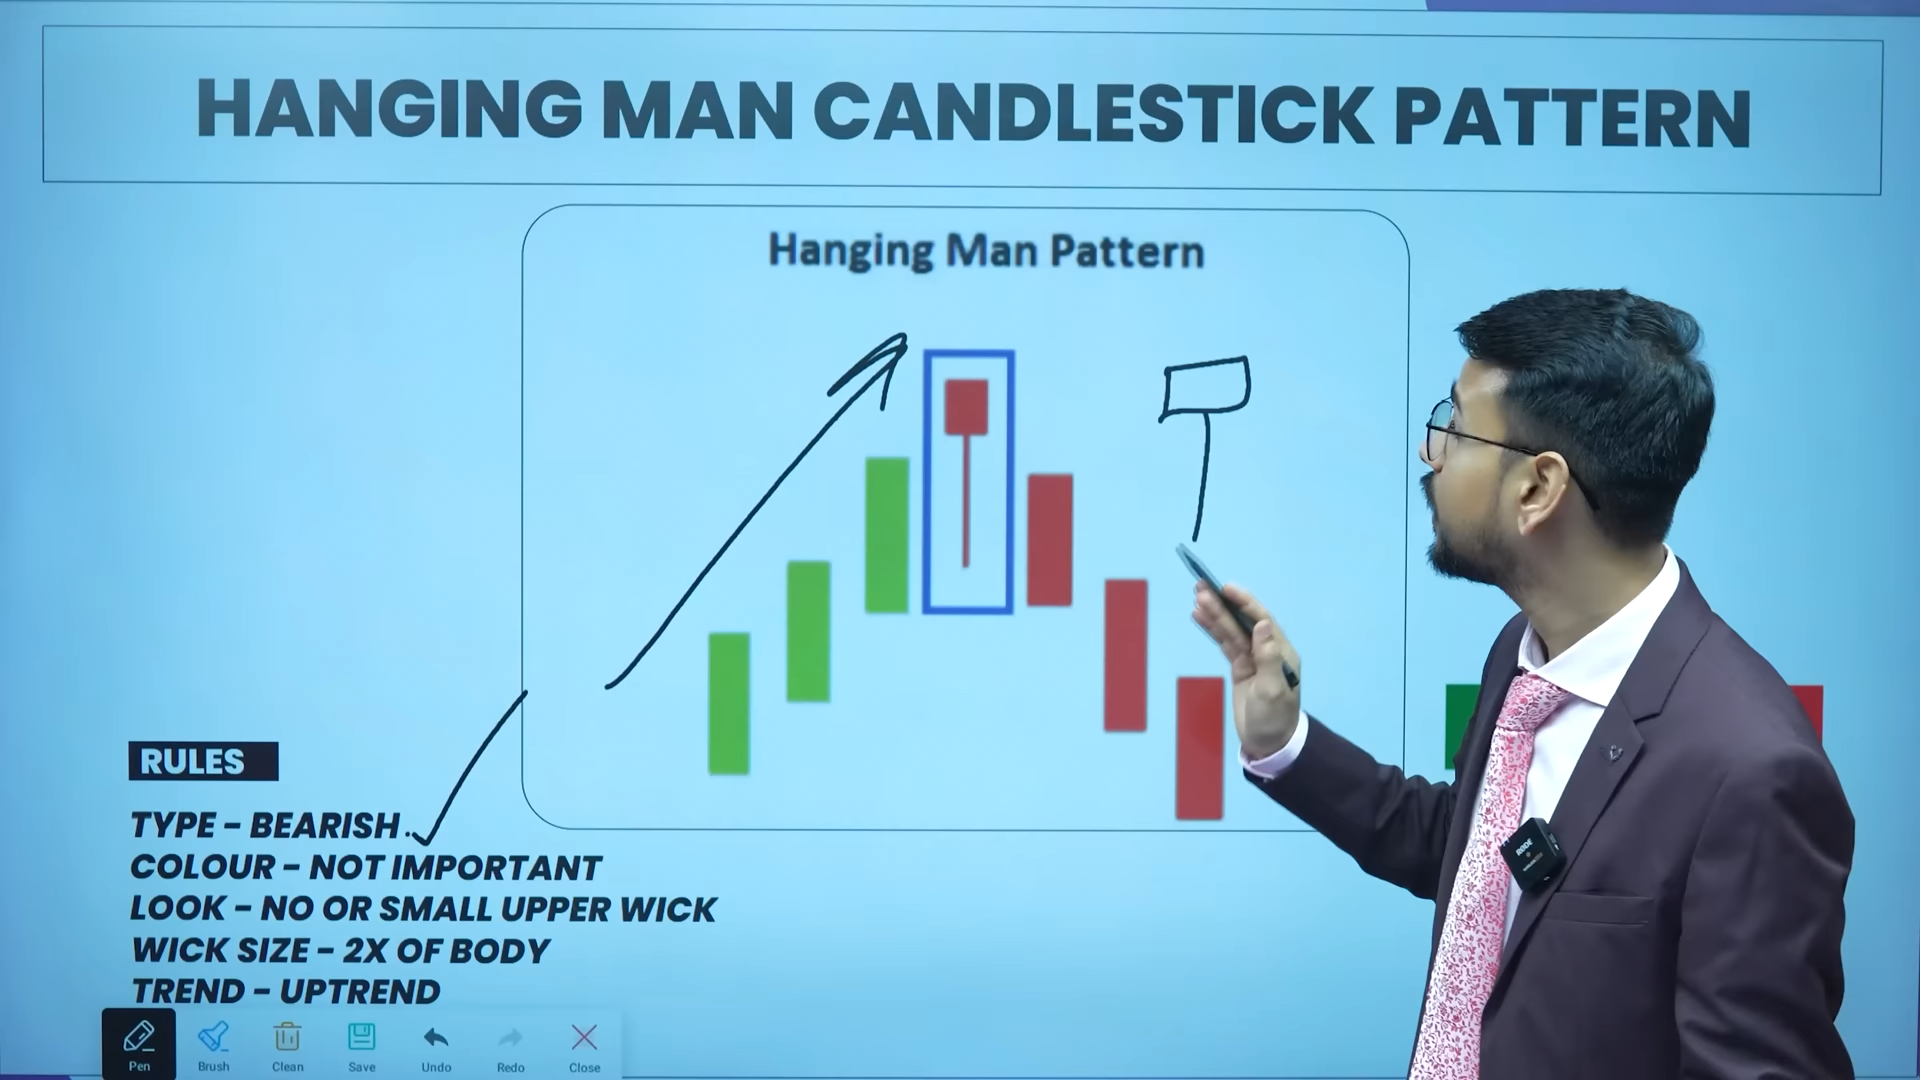 HANGING MAN CANDLESTICK PATTERN
Hanging Man Pattern
RULES
TYPE - BEARISH.
COLOUR - NOT IMPORTANT
LOOK - NO OR SMALL UPPER WICK
WICK SIZE - 2X OF BODY
TREND - UPTREND
Pen Brush Clean Save Undo Redo Close
RØDE